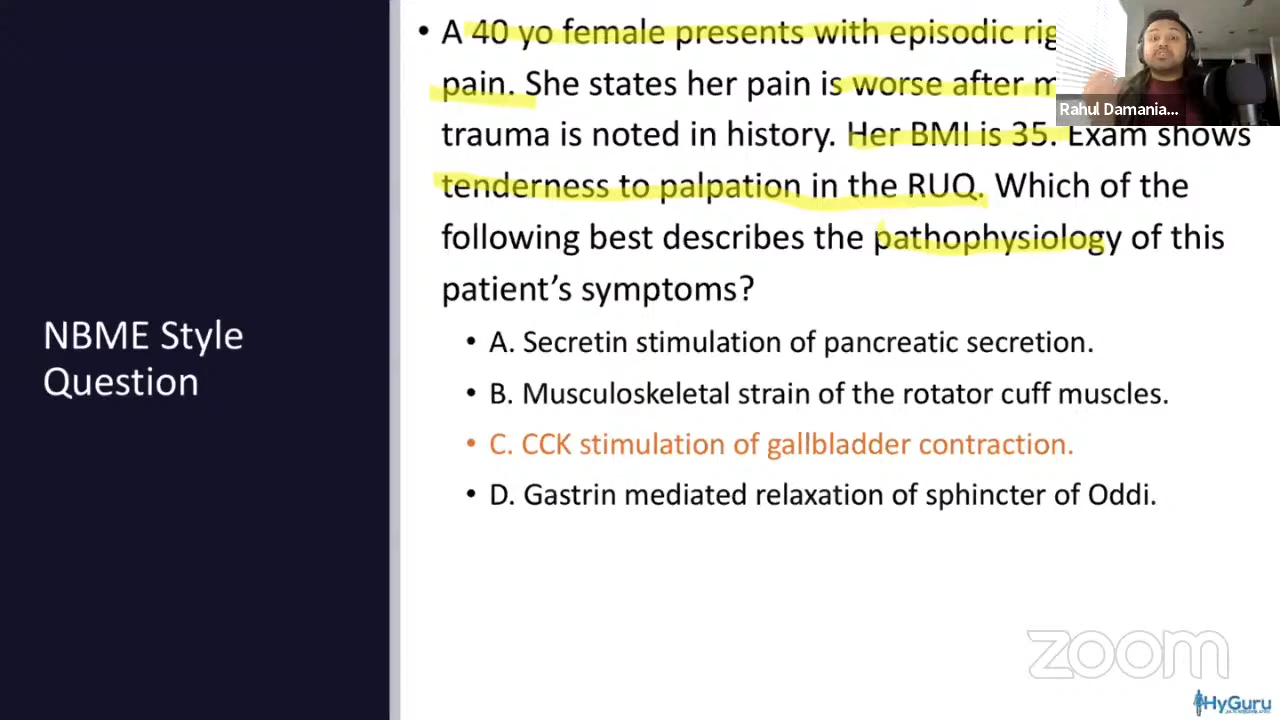 • A 40 yo female presents with episodic
pain. She states her pain is worse after
Rahul Damania...
trauma is noted in history. Her BMI is 35. Exam shows
tenderness to palpation in the RUQ. Which of the
following best describes the pathophysiology of this
patient’s symptoms?
NBME Style
Question
• A. Secretin stimulation of pancreatic secretion.
• B. Musculoskeletal strain of the rotator cuff muscles.
• C. CCK stimulation of gallbladder contraction.
• D. Gastrin mediated relaxation of sphincter of Oddi.
zoom
HyGuru